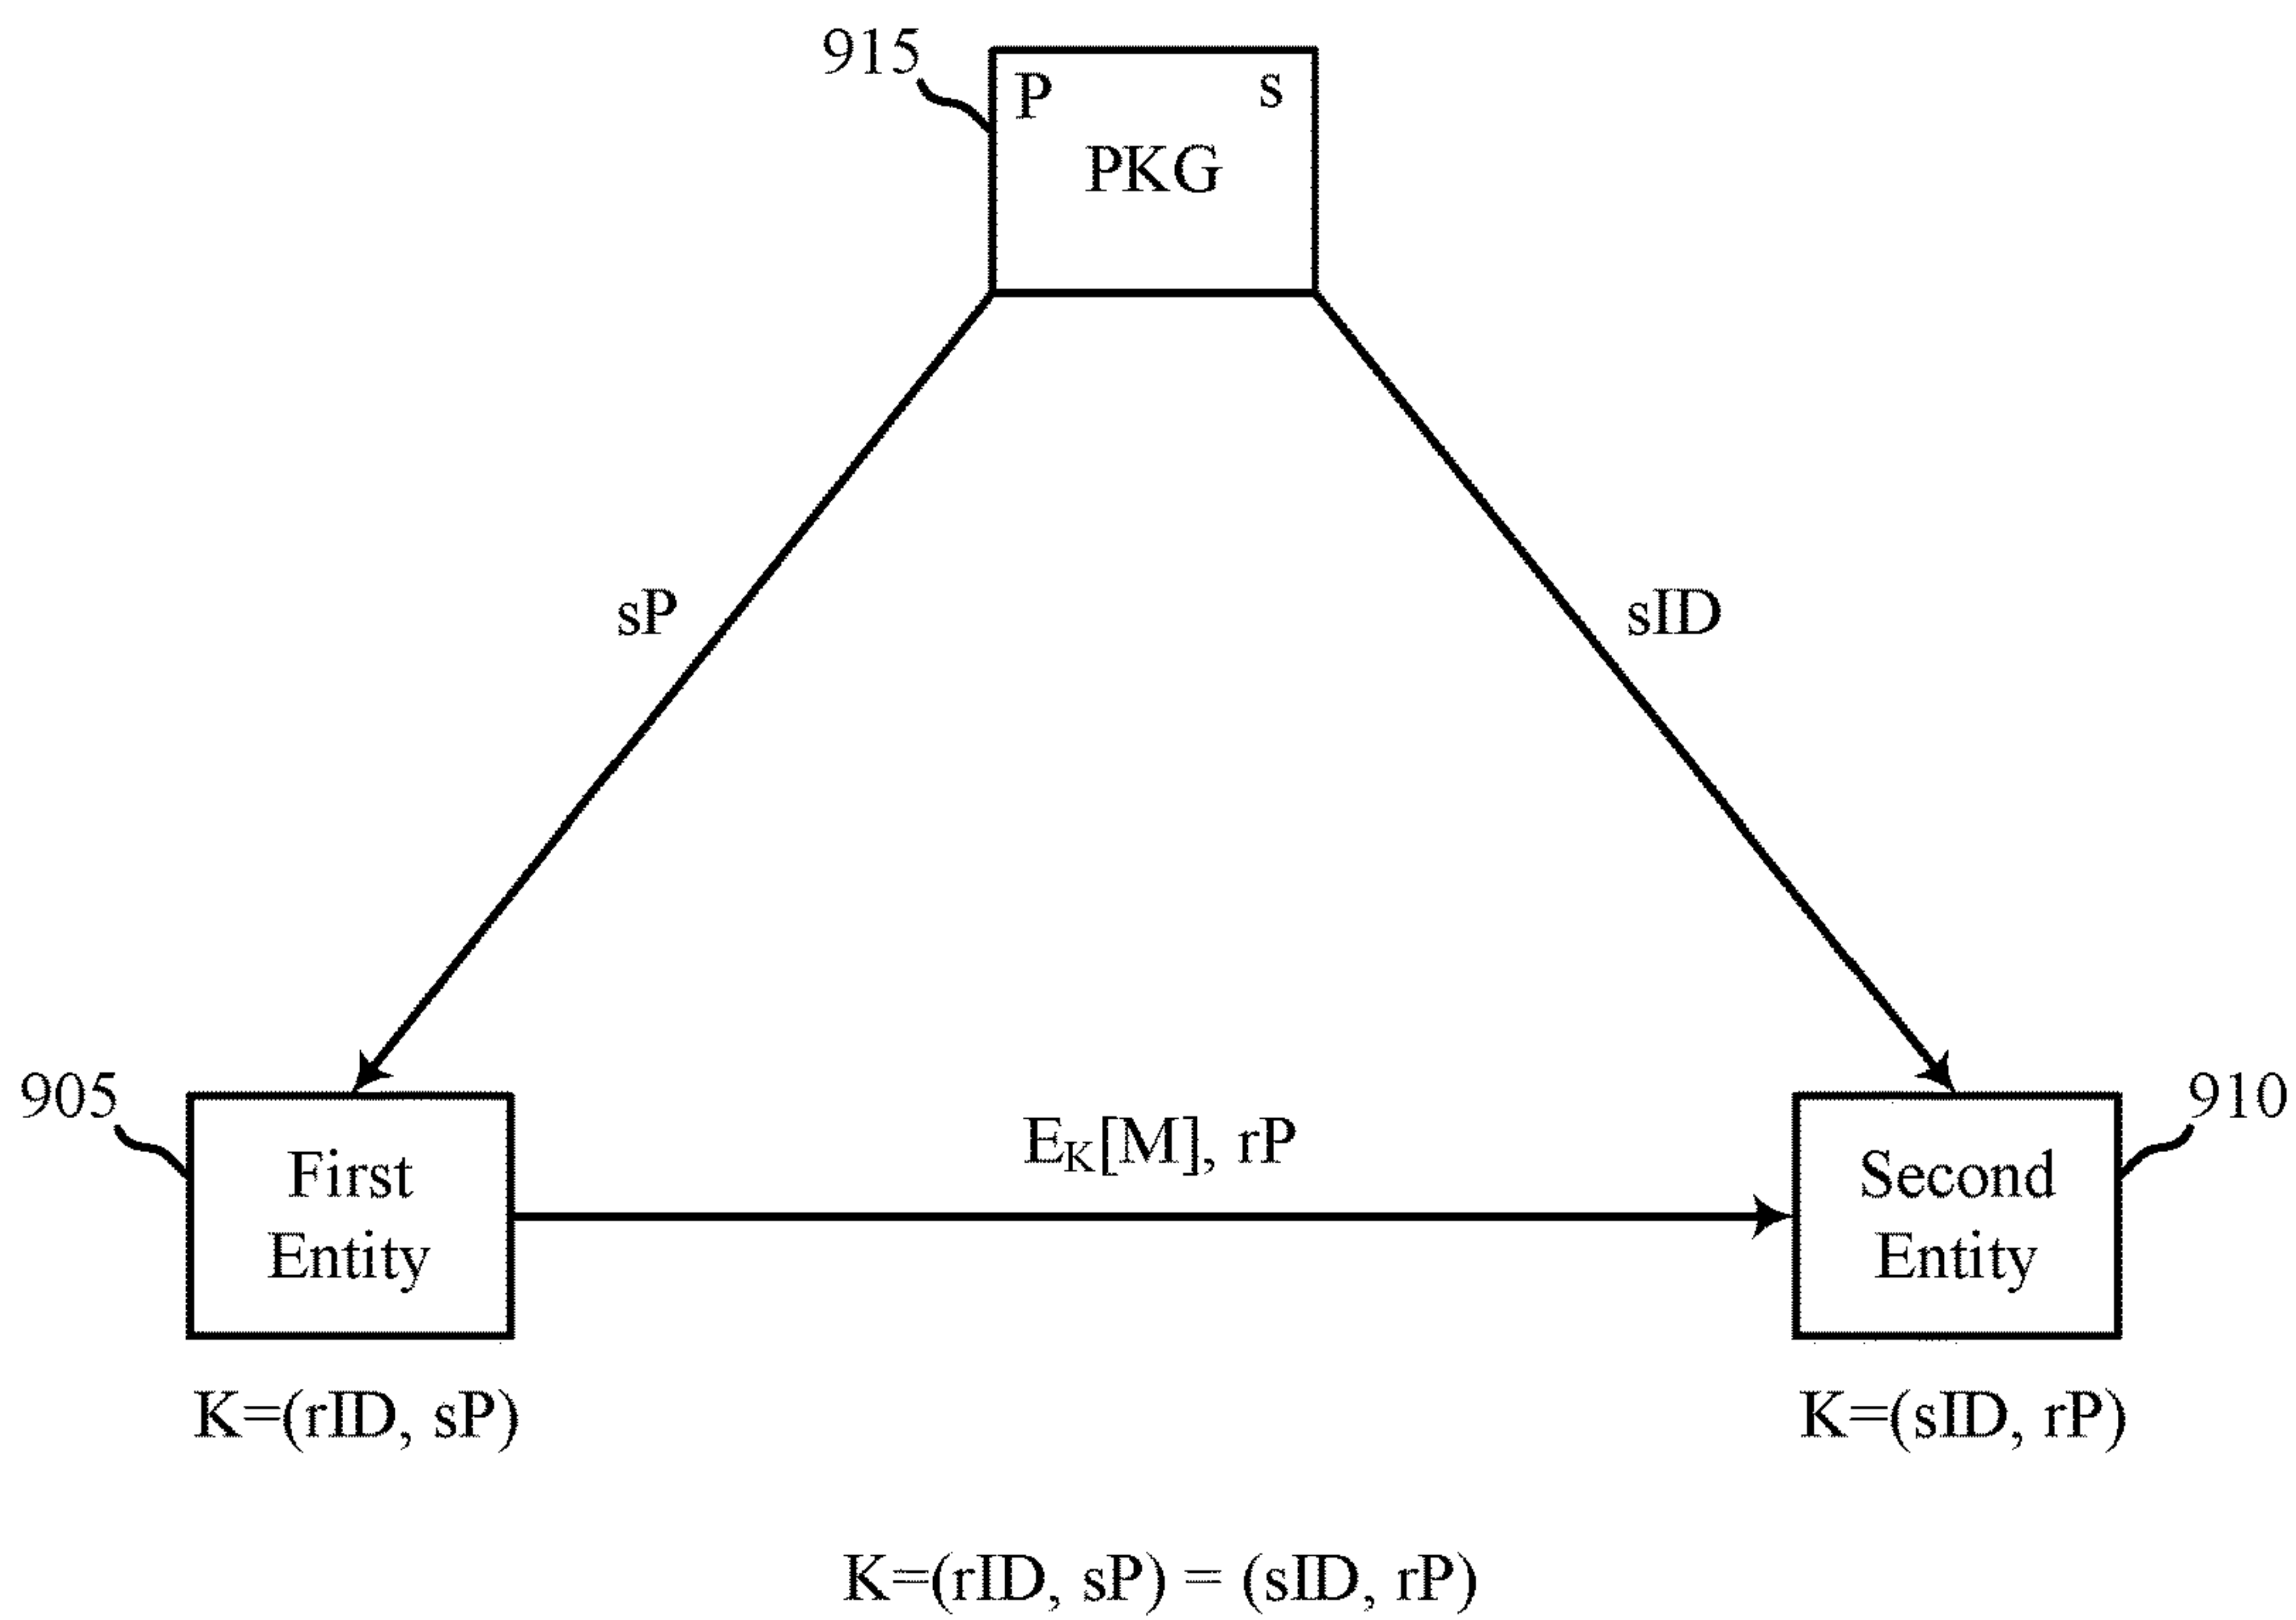 915
P s
PKG
sP
sID
905
First
Entity
E_K[M], rP
910
Second
Entity
K=(rID, sP)
K=(sID, rP)
K=(rID, sP) = (sID, rP)